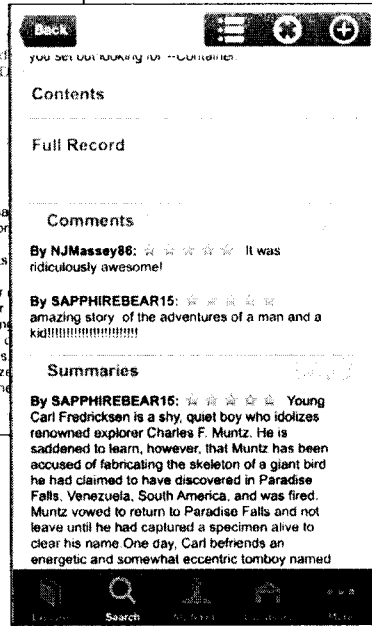 Back
you set out looking for --Container.
Contents
Full Record
Comments
By NJMassey86: It was
ridiculously awesome!
By SAPPHIREBEAR15:
amazing story of the adventures of a man and a
kid!!!!!!!!!!!!!!!!!!!!!!!!
Summaries
By SAPPHIREBEAR15: Young
Carl Fredricksen is a shy, quiet boy who idolizes
renowned explorer Charles F. Muntz. He is
saddened to learn, however, that Muntz has been
accused of fabricating the skeleton of a giant bird
he had claimed to have discovered in Paradise
Falls, Venezuela, South America, and was fired.
Muntz vowed to return to Paradise Falls and not
leave until he had captured a specimen alive to
clear his name.One day, Carl befriends an
energetic and somewhat eccentric tomboy named
Search
More